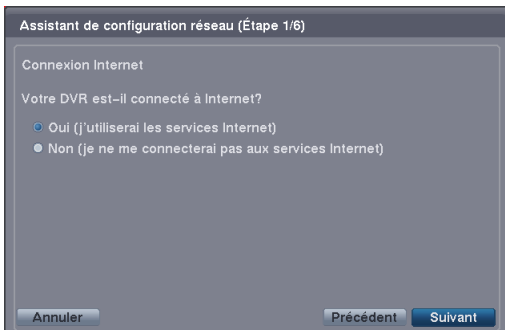 Assistant de configuration réseau (Étape 1/6)
Connexion Internet
Votre DVR est-il connecté à Internet?
Oui (j'utiliserai les services Internet)
Non (je ne me connecterai pas aux services Internet)
Annuler
Précédent
Suivant